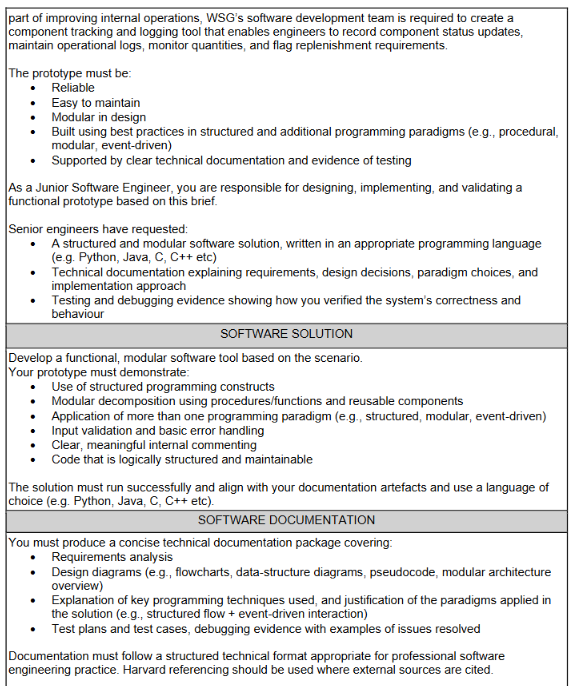 part of improving internal operations, WSG's software development team is required to create a
component tracking and logging tool that enables engineers to record component status updates,
maintain operational logs, monitor quantities, and flag replenishment requirements.
The prototype must be:
• Reliable
• Easy to maintain
• Modular in design
• Built using best practices in structured and additional programming paradigms (e.g., procedural,
modular, event-driven)
• Supported by clear technical documentation and evidence of testing
As a Junior Software Engineer, you are responsible for designing, implementing, and validating a
functional prototype based on this brief.
Senior engineers have requested:
• A structured and modular software solution, written in an appropriate programming language
(e.g. Python, Java, C, C++ etc)
• Technical documentation explaining requirements, design decisions, paradigm choices, and
implementation approach
• Testing and debugging evidence showing how you verified the system's correctness and
behaviour
SOFTWARE SOLUTION
Develop a functional, modular software tool based on the scenario.
Your prototype must demonstrate:
• Use of structured programming constructs
• Modular decomposition using procedures/functions and reusable components
• Application of more than one programming paradigm (e.g., structured, modular, event-driven)
• Input validation and basic error handling
• Clear, meaningful internal commenting
• Code that is logically structured and maintainable
The solution must run successfully and align with your documentation artefacts and use a language of
choice (e.g. Python, Java, C, C++ etc).
SOFTWARE DOCUMENTATION
You must produce a concise technical documentation package covering:
• Requirements analysis
• Design diagrams (e.g., flowcharts, data-structure diagrams, pseudocode, modular architecture
overview)
• Explanation of key programming techniques used, and justification of the paradigms applied in
the solution (e.g., structured flow + event-driven interaction)
• Test plans and test cases, debugging evidence with examples of issues resolved
Documentation must follow a structured technical format appropriate for professional software
engineering practice. Harvard referencing should be used where external sources are cited.